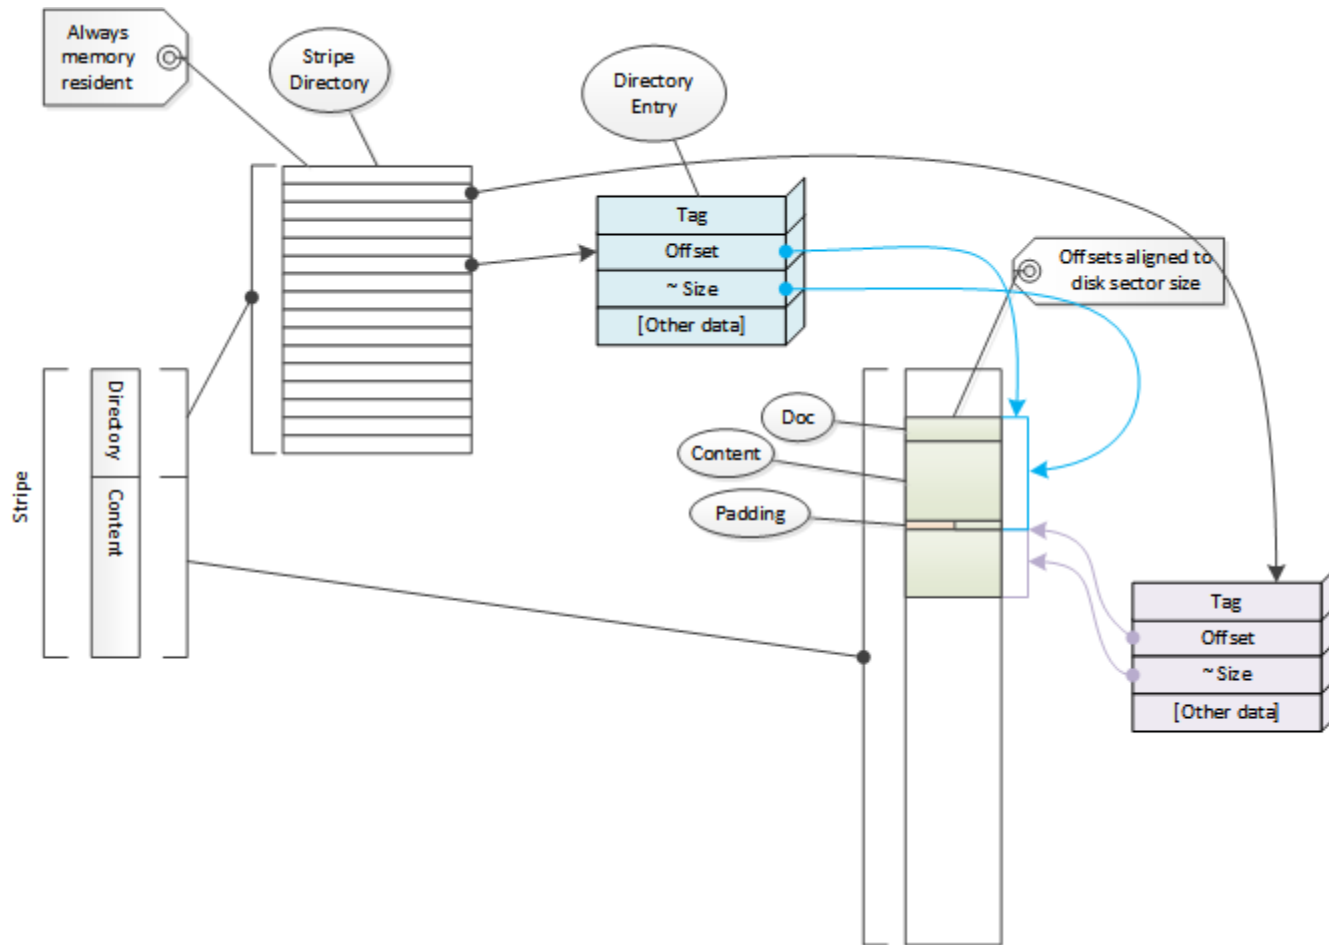 Always
memory
resident
Stripe
Directory
Directory
Entry
Tag
Offset
~ Size
[Other data]
Offsets aligned to
disk sector size
Stripe
Directory
Content
Doc
Content
Padding
Tag
Offset
~ Size
[Other data]